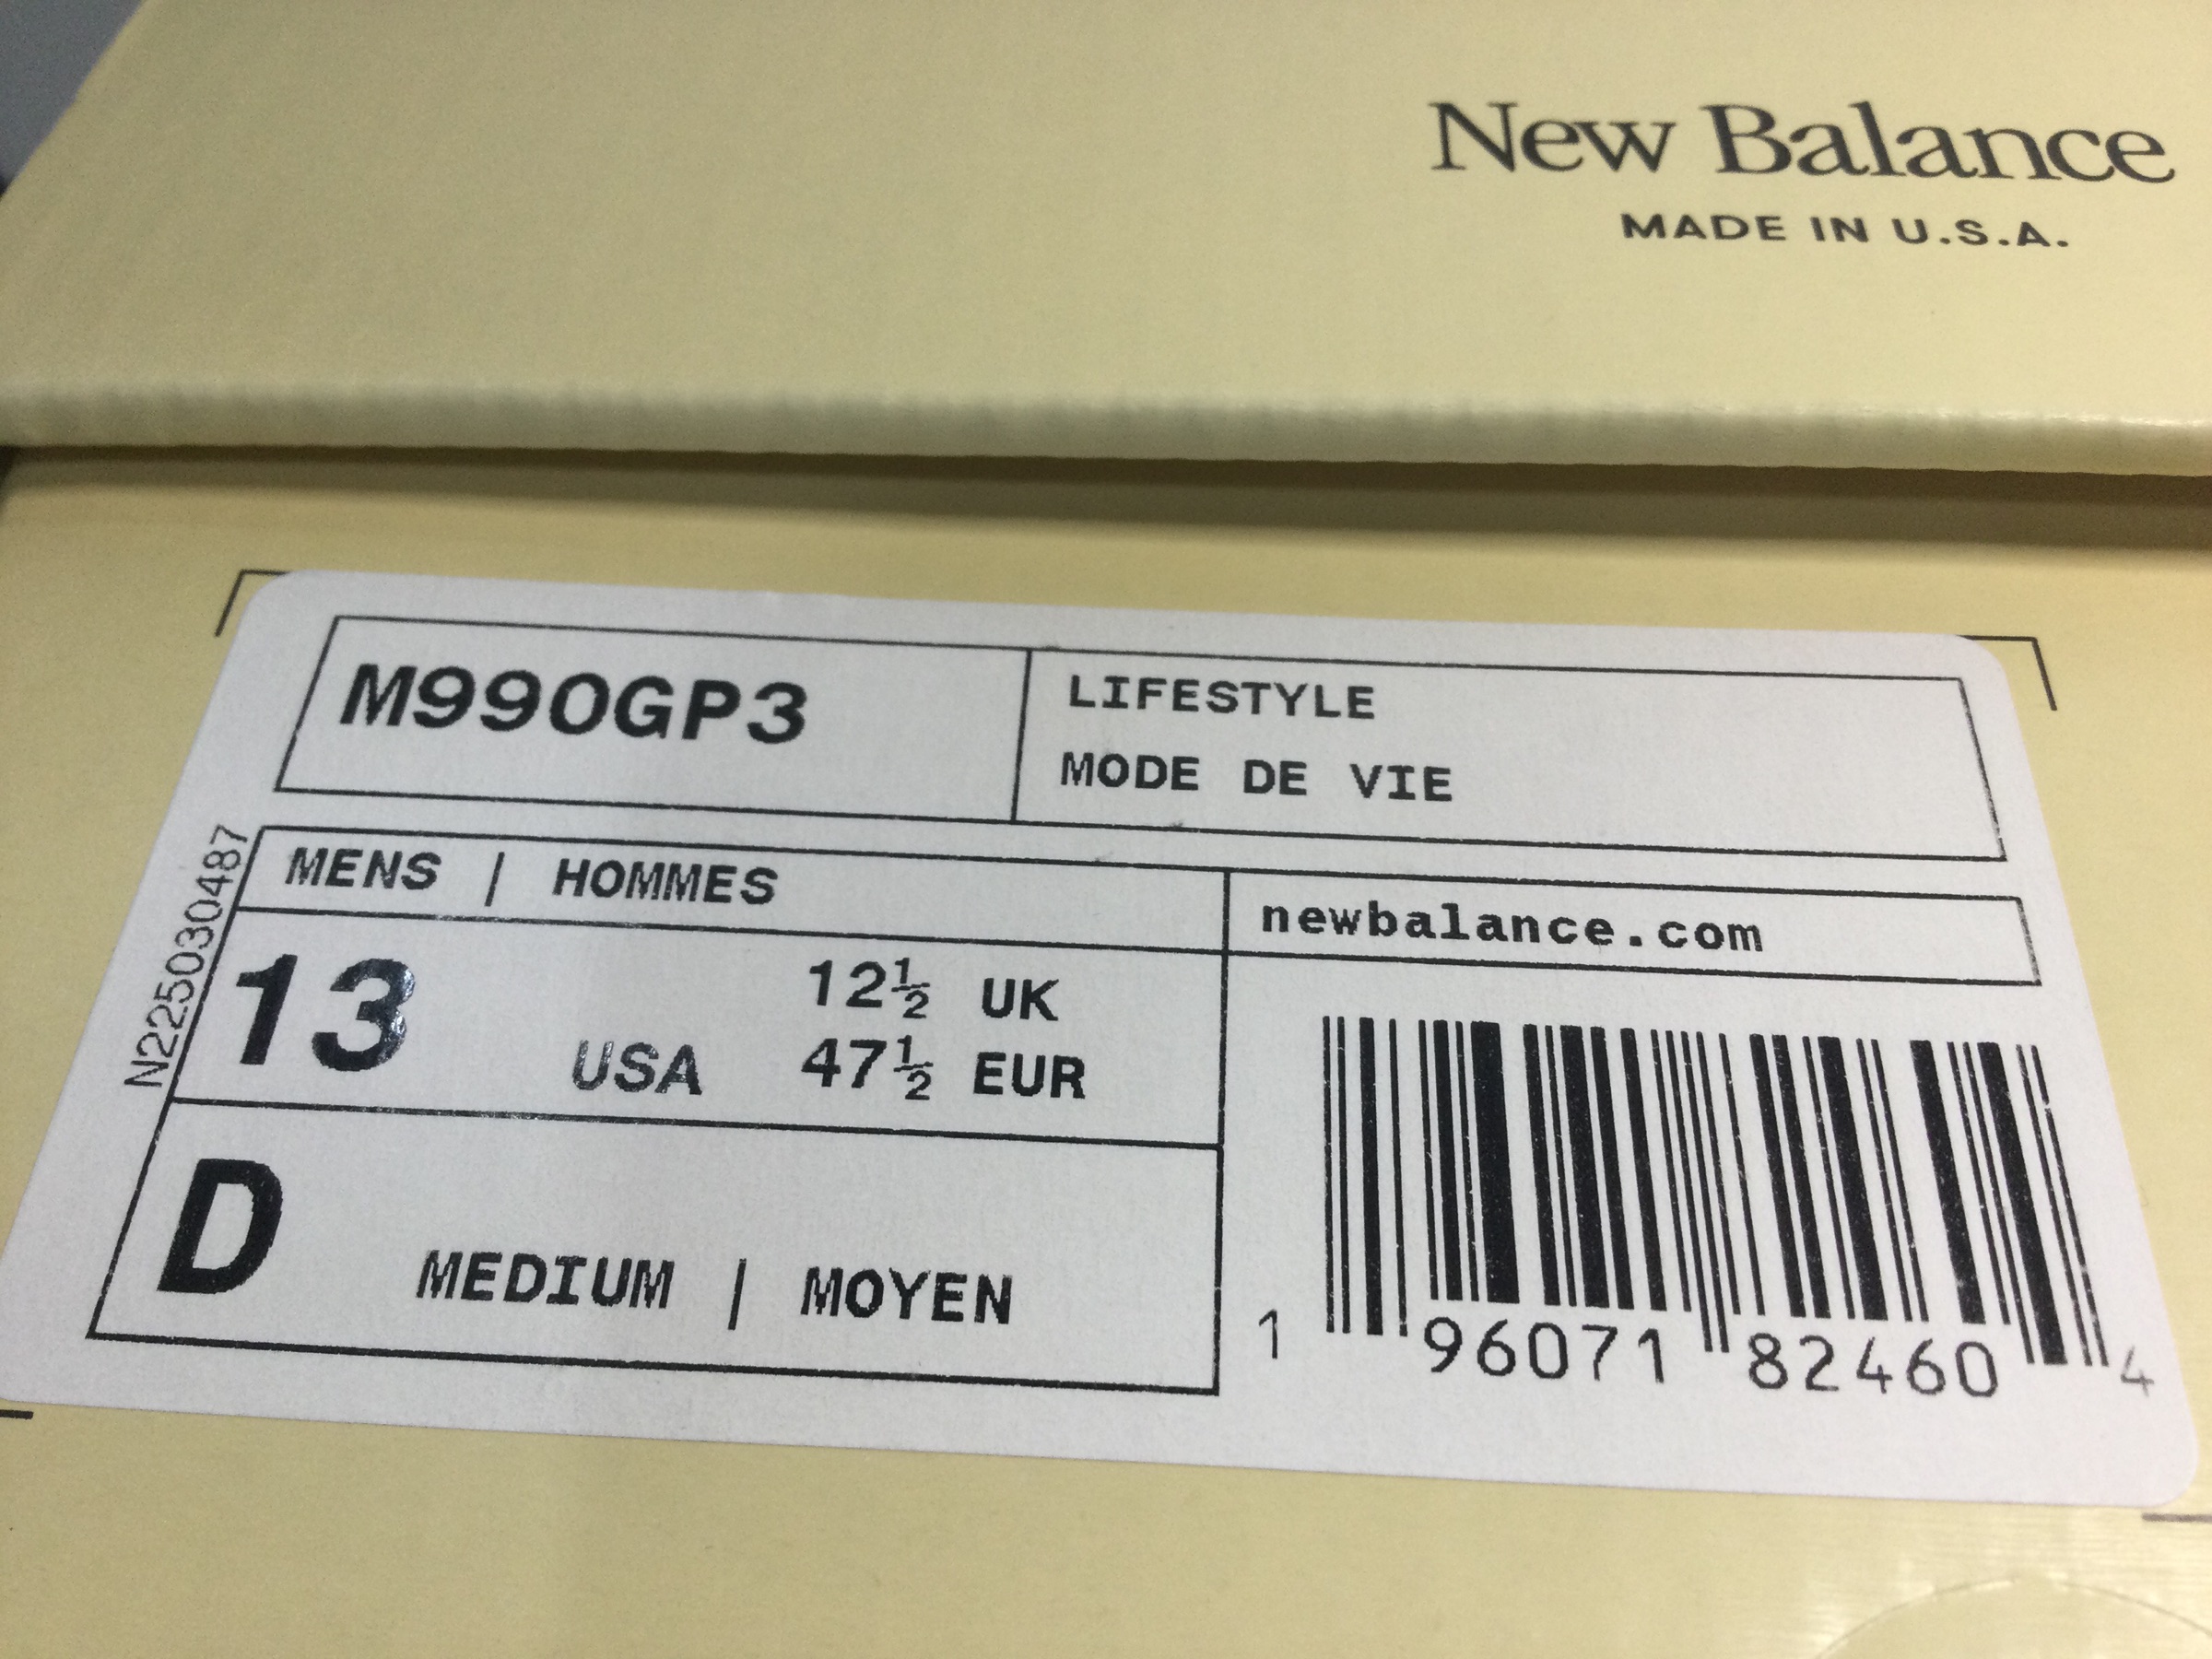 New Balance
MADE IN U.S.A.
M990GP3
LIFESTYLE
MODE DE VIE
N225030487
MENS | HOMMES
newbalance.com
13 USA
12½ UK
47½ EUR
D MEDIUM | MOYEN
1 96071 82460 4